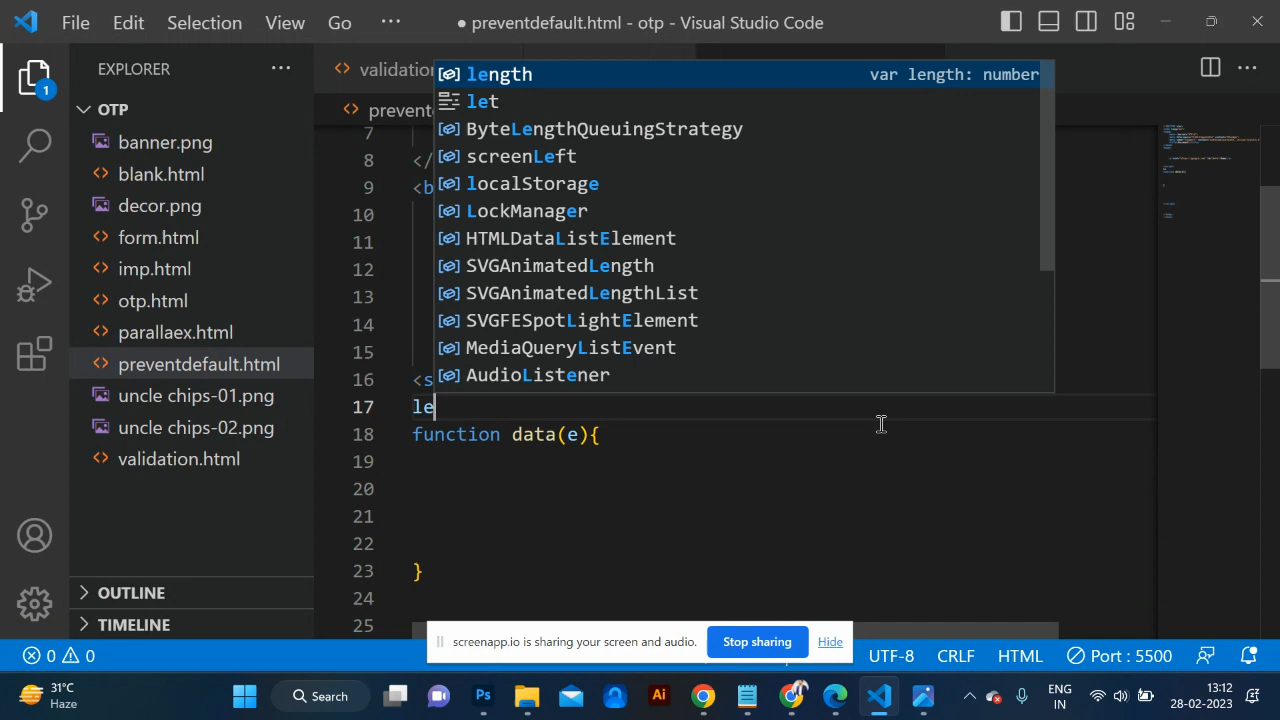 File Edit Selection View Go ··· ● preventdefault.html - otp - Visual Studio Code
EXPLORER ···
1
OTP
banner.png
blank.html
decor.png
form.html
imp.html
otp.html
parallaex.html
preventdefault.html
uncle chips-01.png
uncle chips-02.png
validation.html
OUTLINE
TIMELINE
validation
prevent
length var length: number
let
ByteLengthQueuingStrategy
screenLeft
localStorage
LockManager
HTMLDataListElement
SVGAnimatedLength
SVGAnimatedLengthList
SVGFESpotLightElement
MediaQueryListEvent
AudioListener
7
8 </
9 <b
10
11
12
13
14
15
16 <s
17 le
18 function data(e){
19
20
21
22
23 }
24
25
screenapp.io is sharing your screen and audio. Stop sharing Hide
0 0 UTF-8 CRLF HTML Port : 5500
31°C
Haze
Search
ENG
IN
13:12
28-02-2023